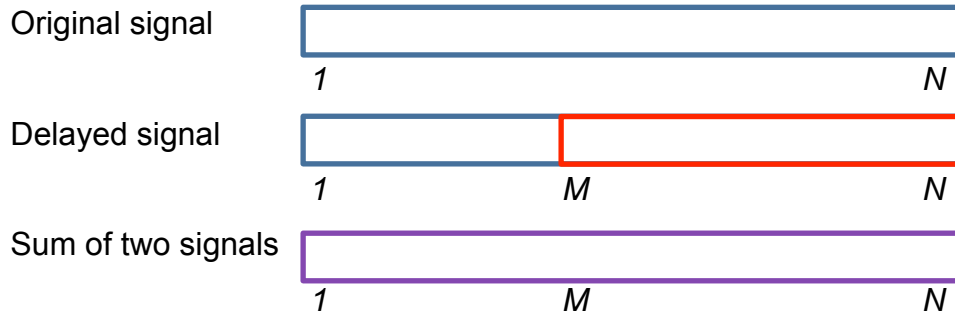 Original signal
1 N
Delayed signal
1 M N
Sum of two signals
1 M N